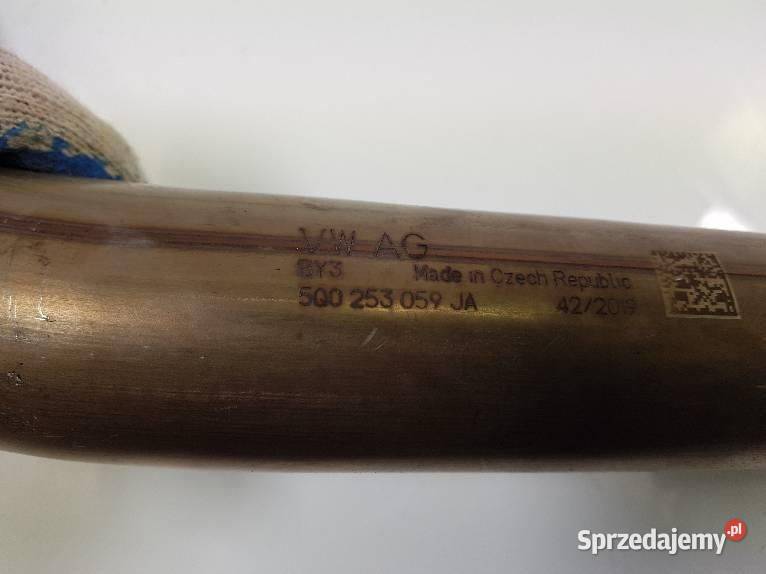 VW AG
BY3 Made in Czech Republic
5Q0 253 059 JA 42/2019
Sprzedajemy.pl